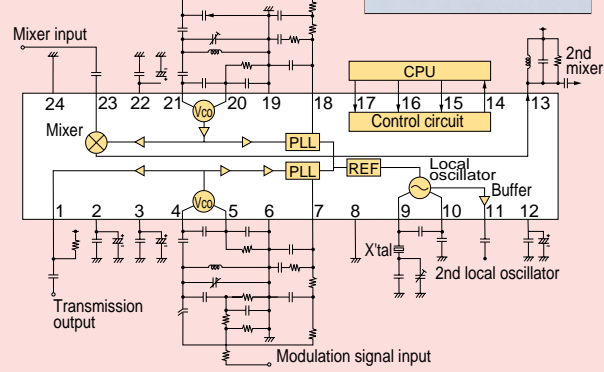 Mixer input
2nd
mixer
CPU
24 23 22 21 20 19 18 17 16 15 14 13
Vco
Control circuit
Mixer
PLL
PLL
REF
Local
oscillator
Vco
Buffer
1 2 3 4 5 6 7 8 9 10 11 12
X'tal
2nd local oscillator
Transmission
output
Modulation signal input